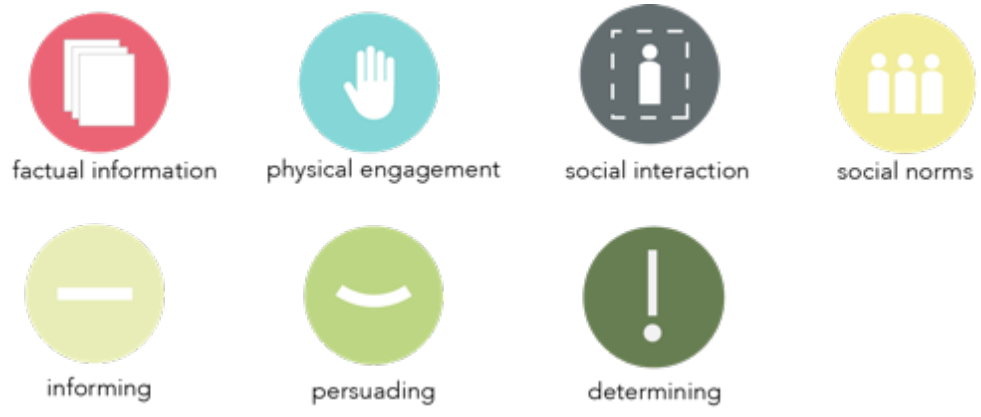 factual information
physical engagement
social interaction
social norms
informing
persuading
determining